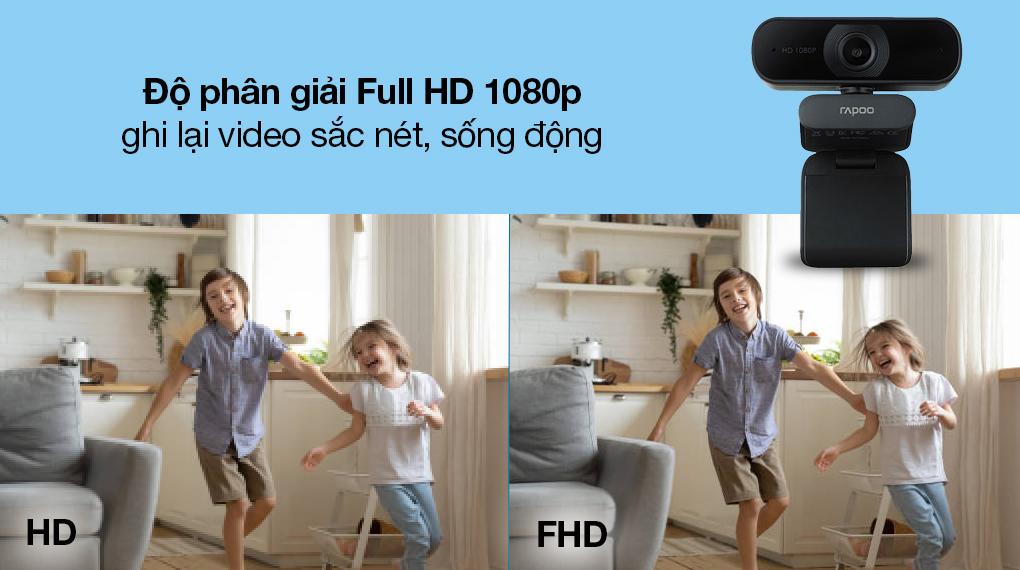 Độ phân giải Full HD 1080p
ghi lại video sắc nét, sống động
HD 1080P
rapoo
HD
FHD